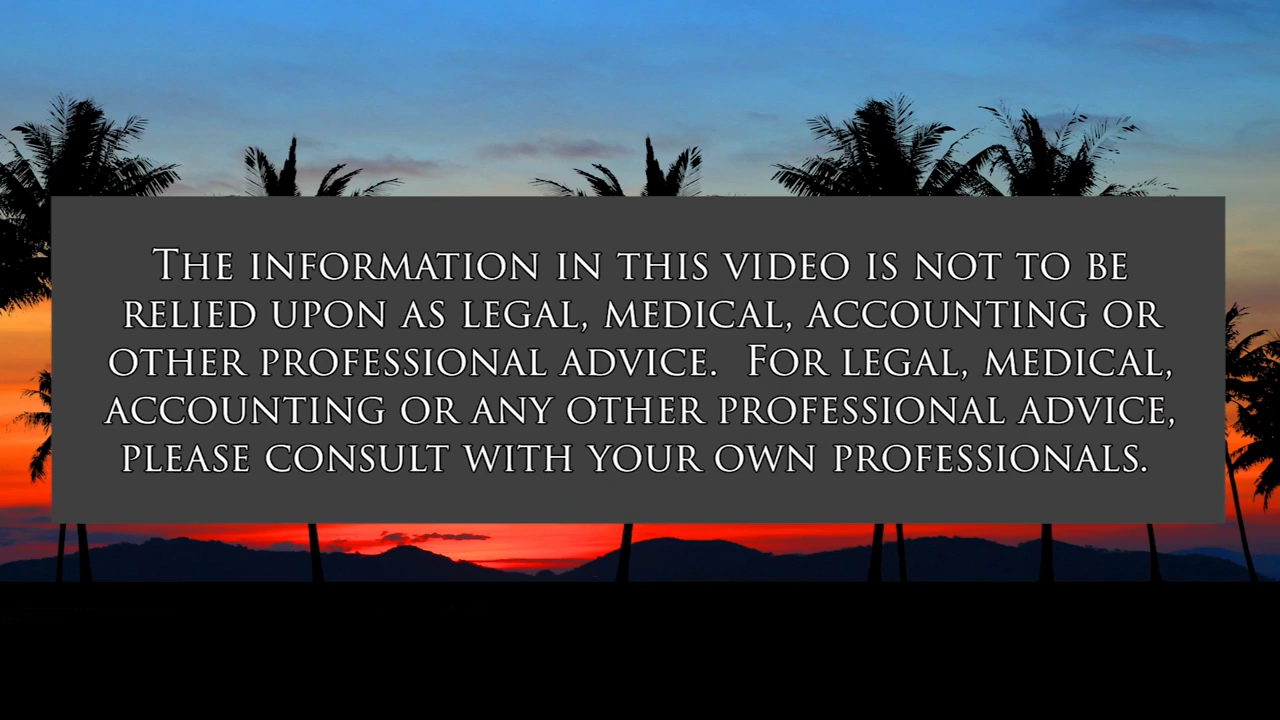 The information in this video is not to be
relied upon as legal, medical, accounting or
other professional advice.  For legal, medical,
accounting or any other professional advice,
please consult with your own professionals.